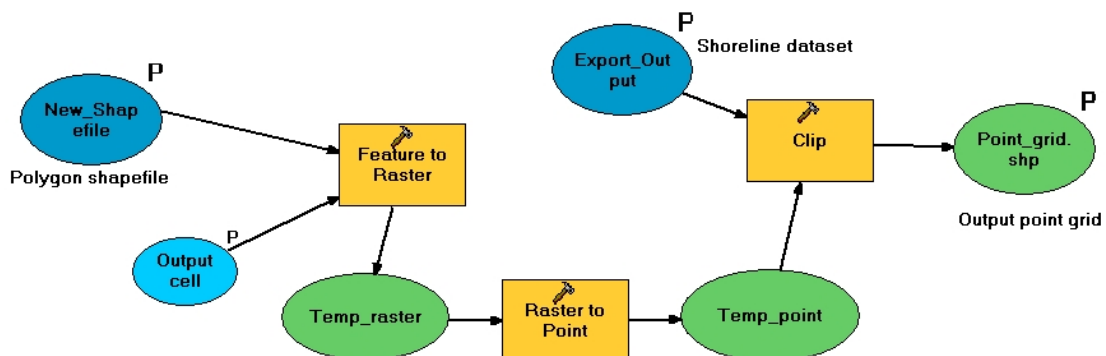 P
New_Shap
efile
Polygon shapefile
P
Output
cell
Feature to
Raster
Temp_raster
Raster to
Point
Temp_point
P
Export_Out
put
Shoreline dataset
Clip
P
Point_grid.
shp
Output point grid